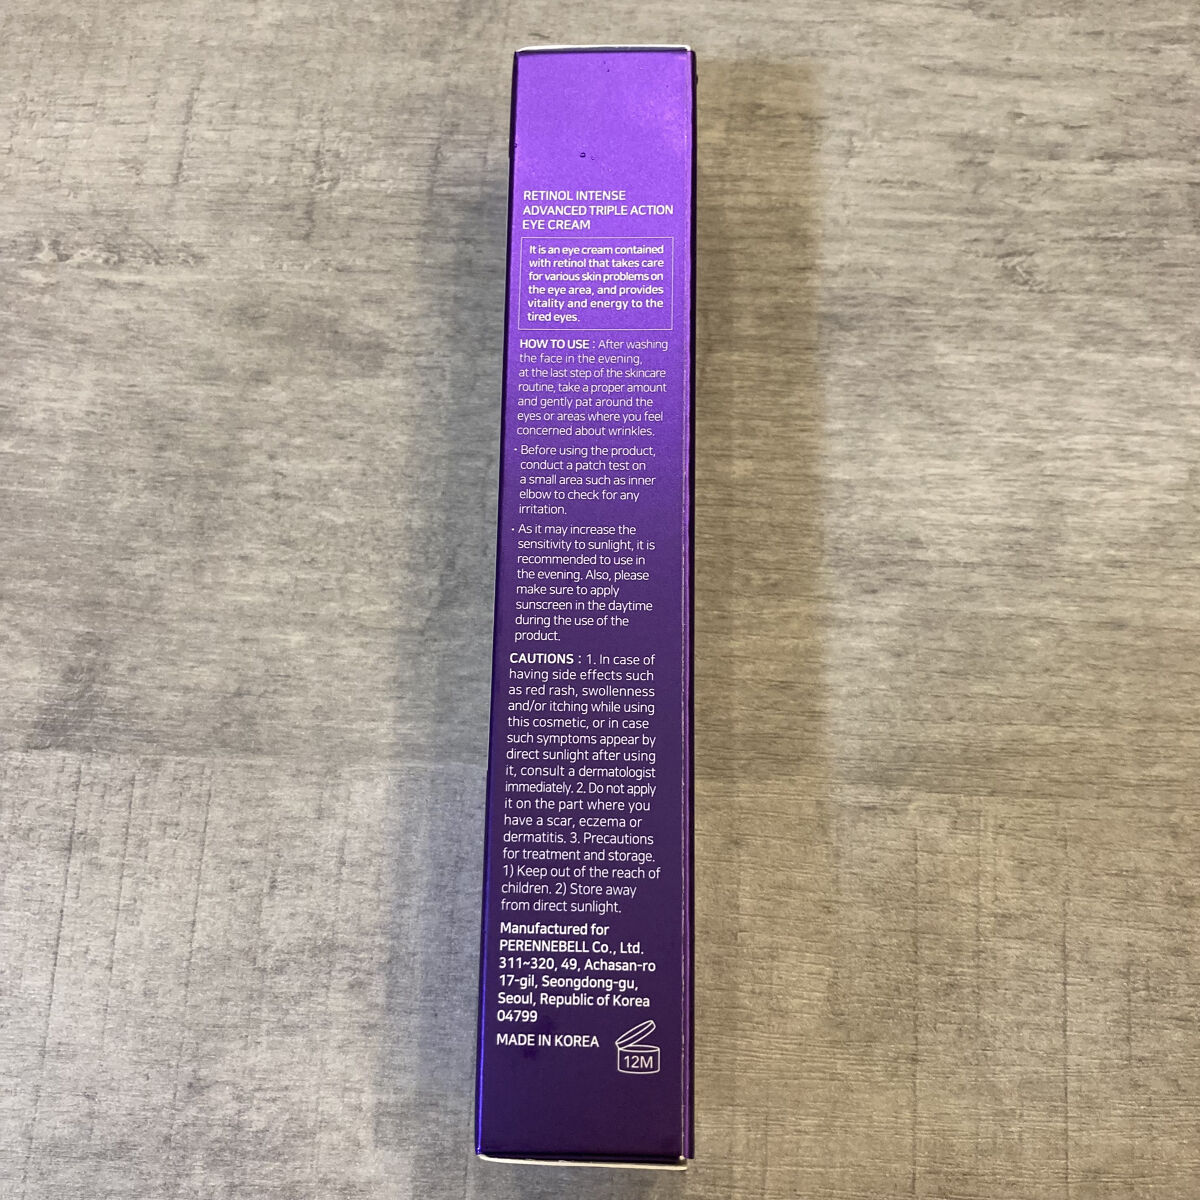 RETINOL INTENSE
ADVANCED TRIPLE ACTION
EYE CREAM
It is an eye cream contained
with retinol that takes care
for various skin problems on
the eye area, and provides
vitality and energy to the
tired eyes.
HOW TO USE : After washing
the face in the evening,
at the last step of the skincare
routine, take a proper amount
and gently pat around the
eyes or areas where you feel
concerned about wrinkles.
· Before using the product,
conduct a patch test on
a small area such as inner
elbow to check for any
irritation.
· As it may increase the
sensitivity to sunlight, it is
recommended to use in
the evening. Also, please
make sure to apply
sunscreen in the daytime
during the use of the
product.
CAUTIONS : 1. In case of
having side effects such
as red rash, swollenness
and/or itching while using
this cosmetic, or in case
such symptoms appear by
direct sunlight after using
it, consult a dermatologist
immediately. 2. Do not apply
it on the part where you
have a scar, eczema or
dermatitis. 3. Precautions
for treatment and storage.
1) Keep out of the reach of
children. 2) Store away
from direct sunlight.
Manufactured for
PERENNEBELL Co., Ltd.
311~320, 49, Achasan-ro
17-gil, Seongdong-gu,
Seoul, Republic of Korea
04799
MADE IN KOREA
12M